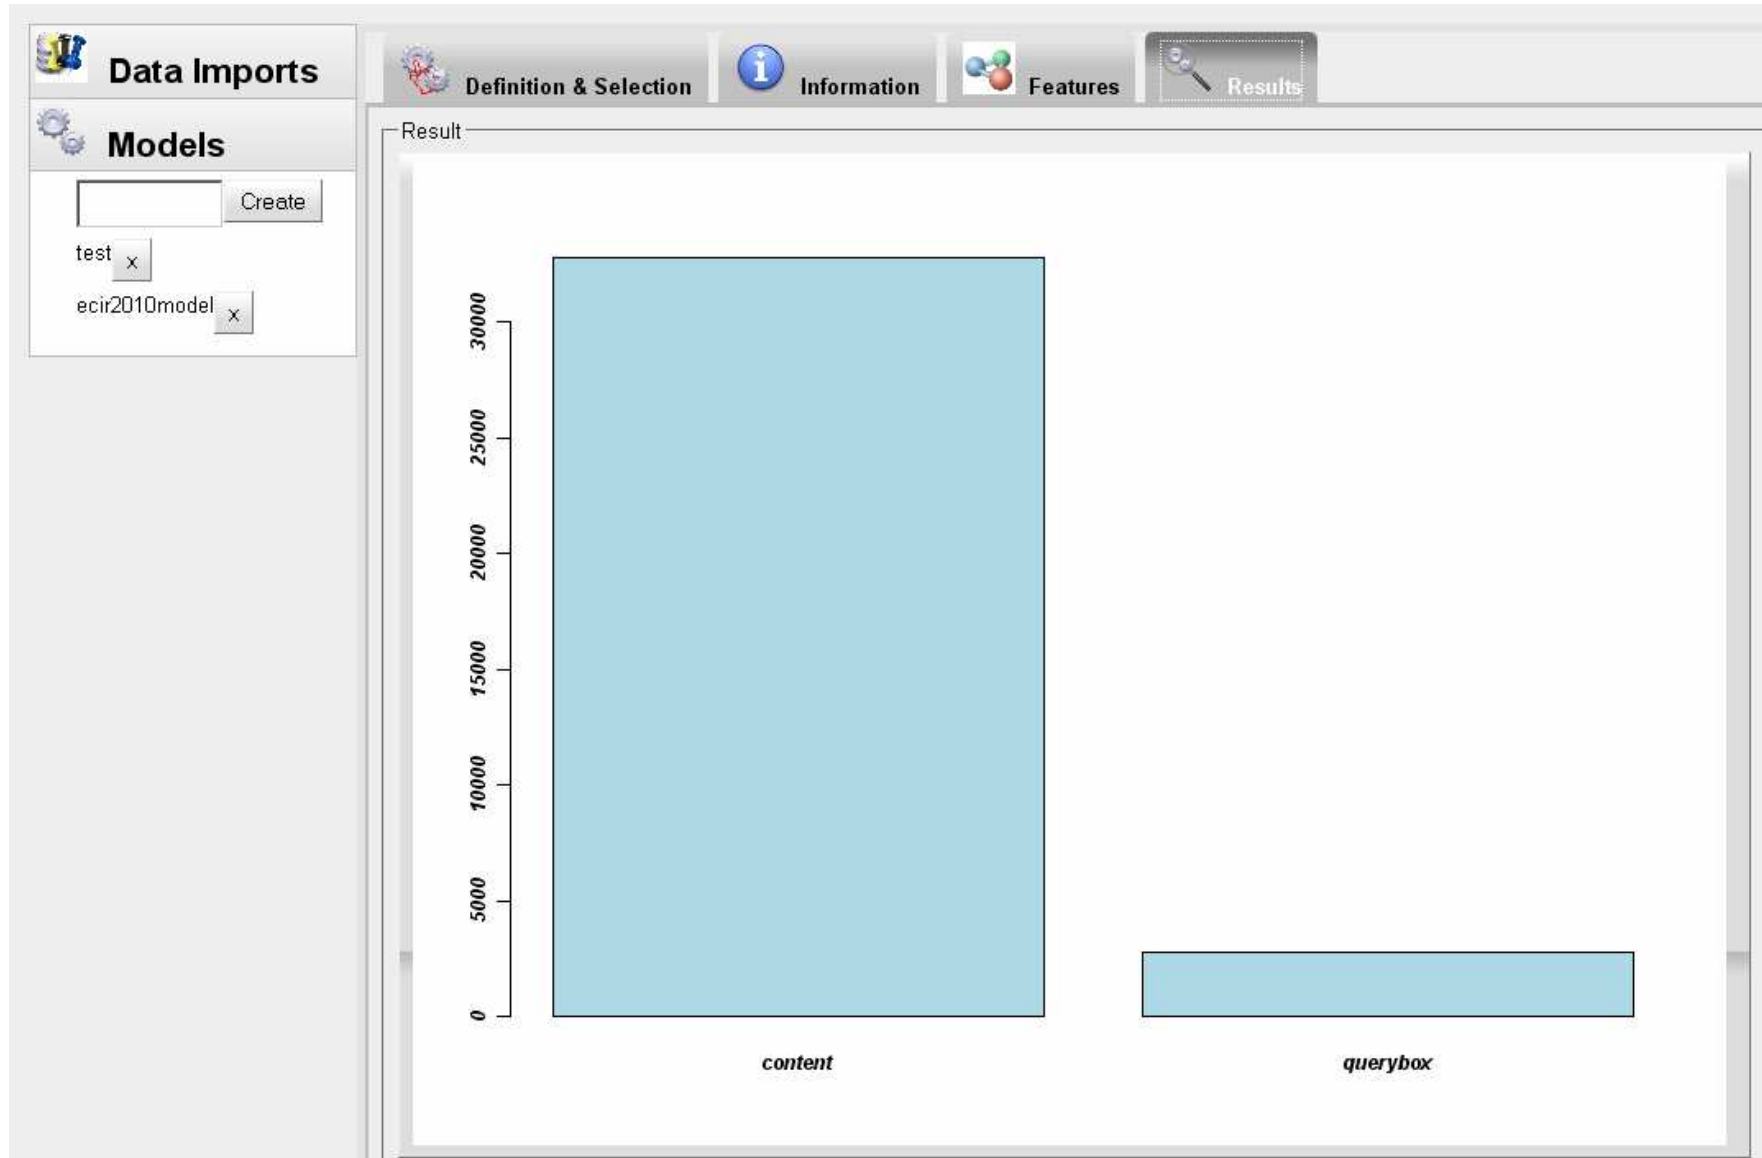 Data Imports
Models
Create
test x
ecir2010model x
Definition & Selection
Information
Features
Results
Result
30000
25000
20000
15000
10000
5000
0
content
querybox